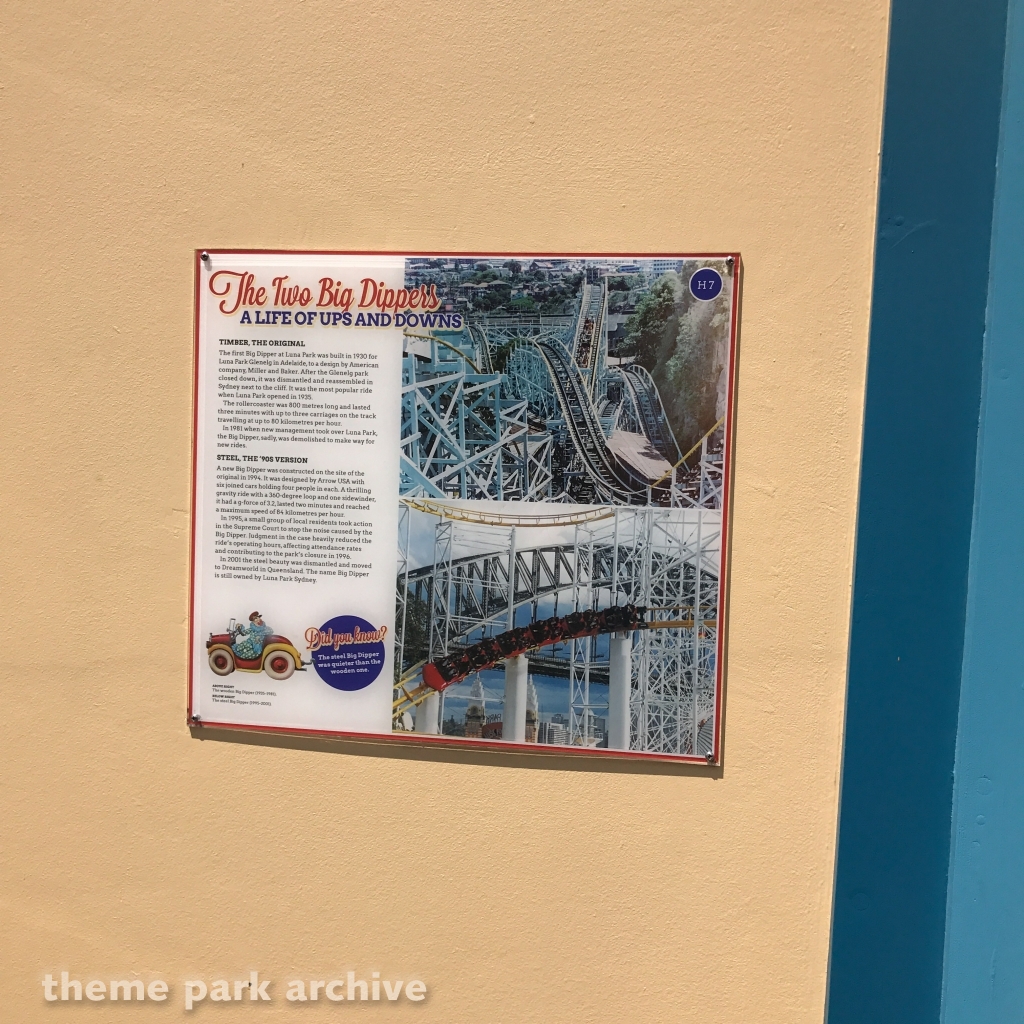 The Two Big Dippers
A LIFE OF UPS AND DOWNS
H7
TIMBER, THE ORIGINAL
The first Big Dipper at Luna Park was built in 1930 for
Luna Park Glenelg in Adelaide, to a design by American
company, Miller and Baker. After the Glenelg park
closed down, it was dismantled and reassembled in
Sydney next to the cliff. It was the most popular ride
when Luna Park opened in 1935.
The rollercoaster was 800 metres long and lasted
three minutes with up to three carriages on the track
travelling at up to 80 kilometres per hour.
In 1981 when new management took over Luna Park,
the Big Dipper, sadly, was demolished to make way for
new rides.
STEEL, THE '90S VERSION
A new Big Dipper was constructed on the site of the
original in 1994. It was designed by Arrow USA with
six joined cars holding four people in each. A thrilling
gravity ride with a 360-degree loop and one sidewinder,
it had a g-force of 3.2, lasted two minutes and reached
a maximum speed of 84 kilometres per hour.
In 1995, a small group of local residents took action
in the Supreme Court to stop the noise caused by the
Big Dipper. Judgment in the case heavily reduced the
ride's operating hours, affecting attendance rates
and contributing to the park's closure in 1996.
In 2001 the steel beauty was dismantled and moved
to Dreamworld in Queensland. The name Big Dipper
is still owned by Luna Park Sydney.
Did you know?
The steel Big Dipper
was quieter than the
wooden one.
ABOVE RIGHT
The wooden Big Dipper
BELOW RIGHT
The steel Big Dipper
theme park archive